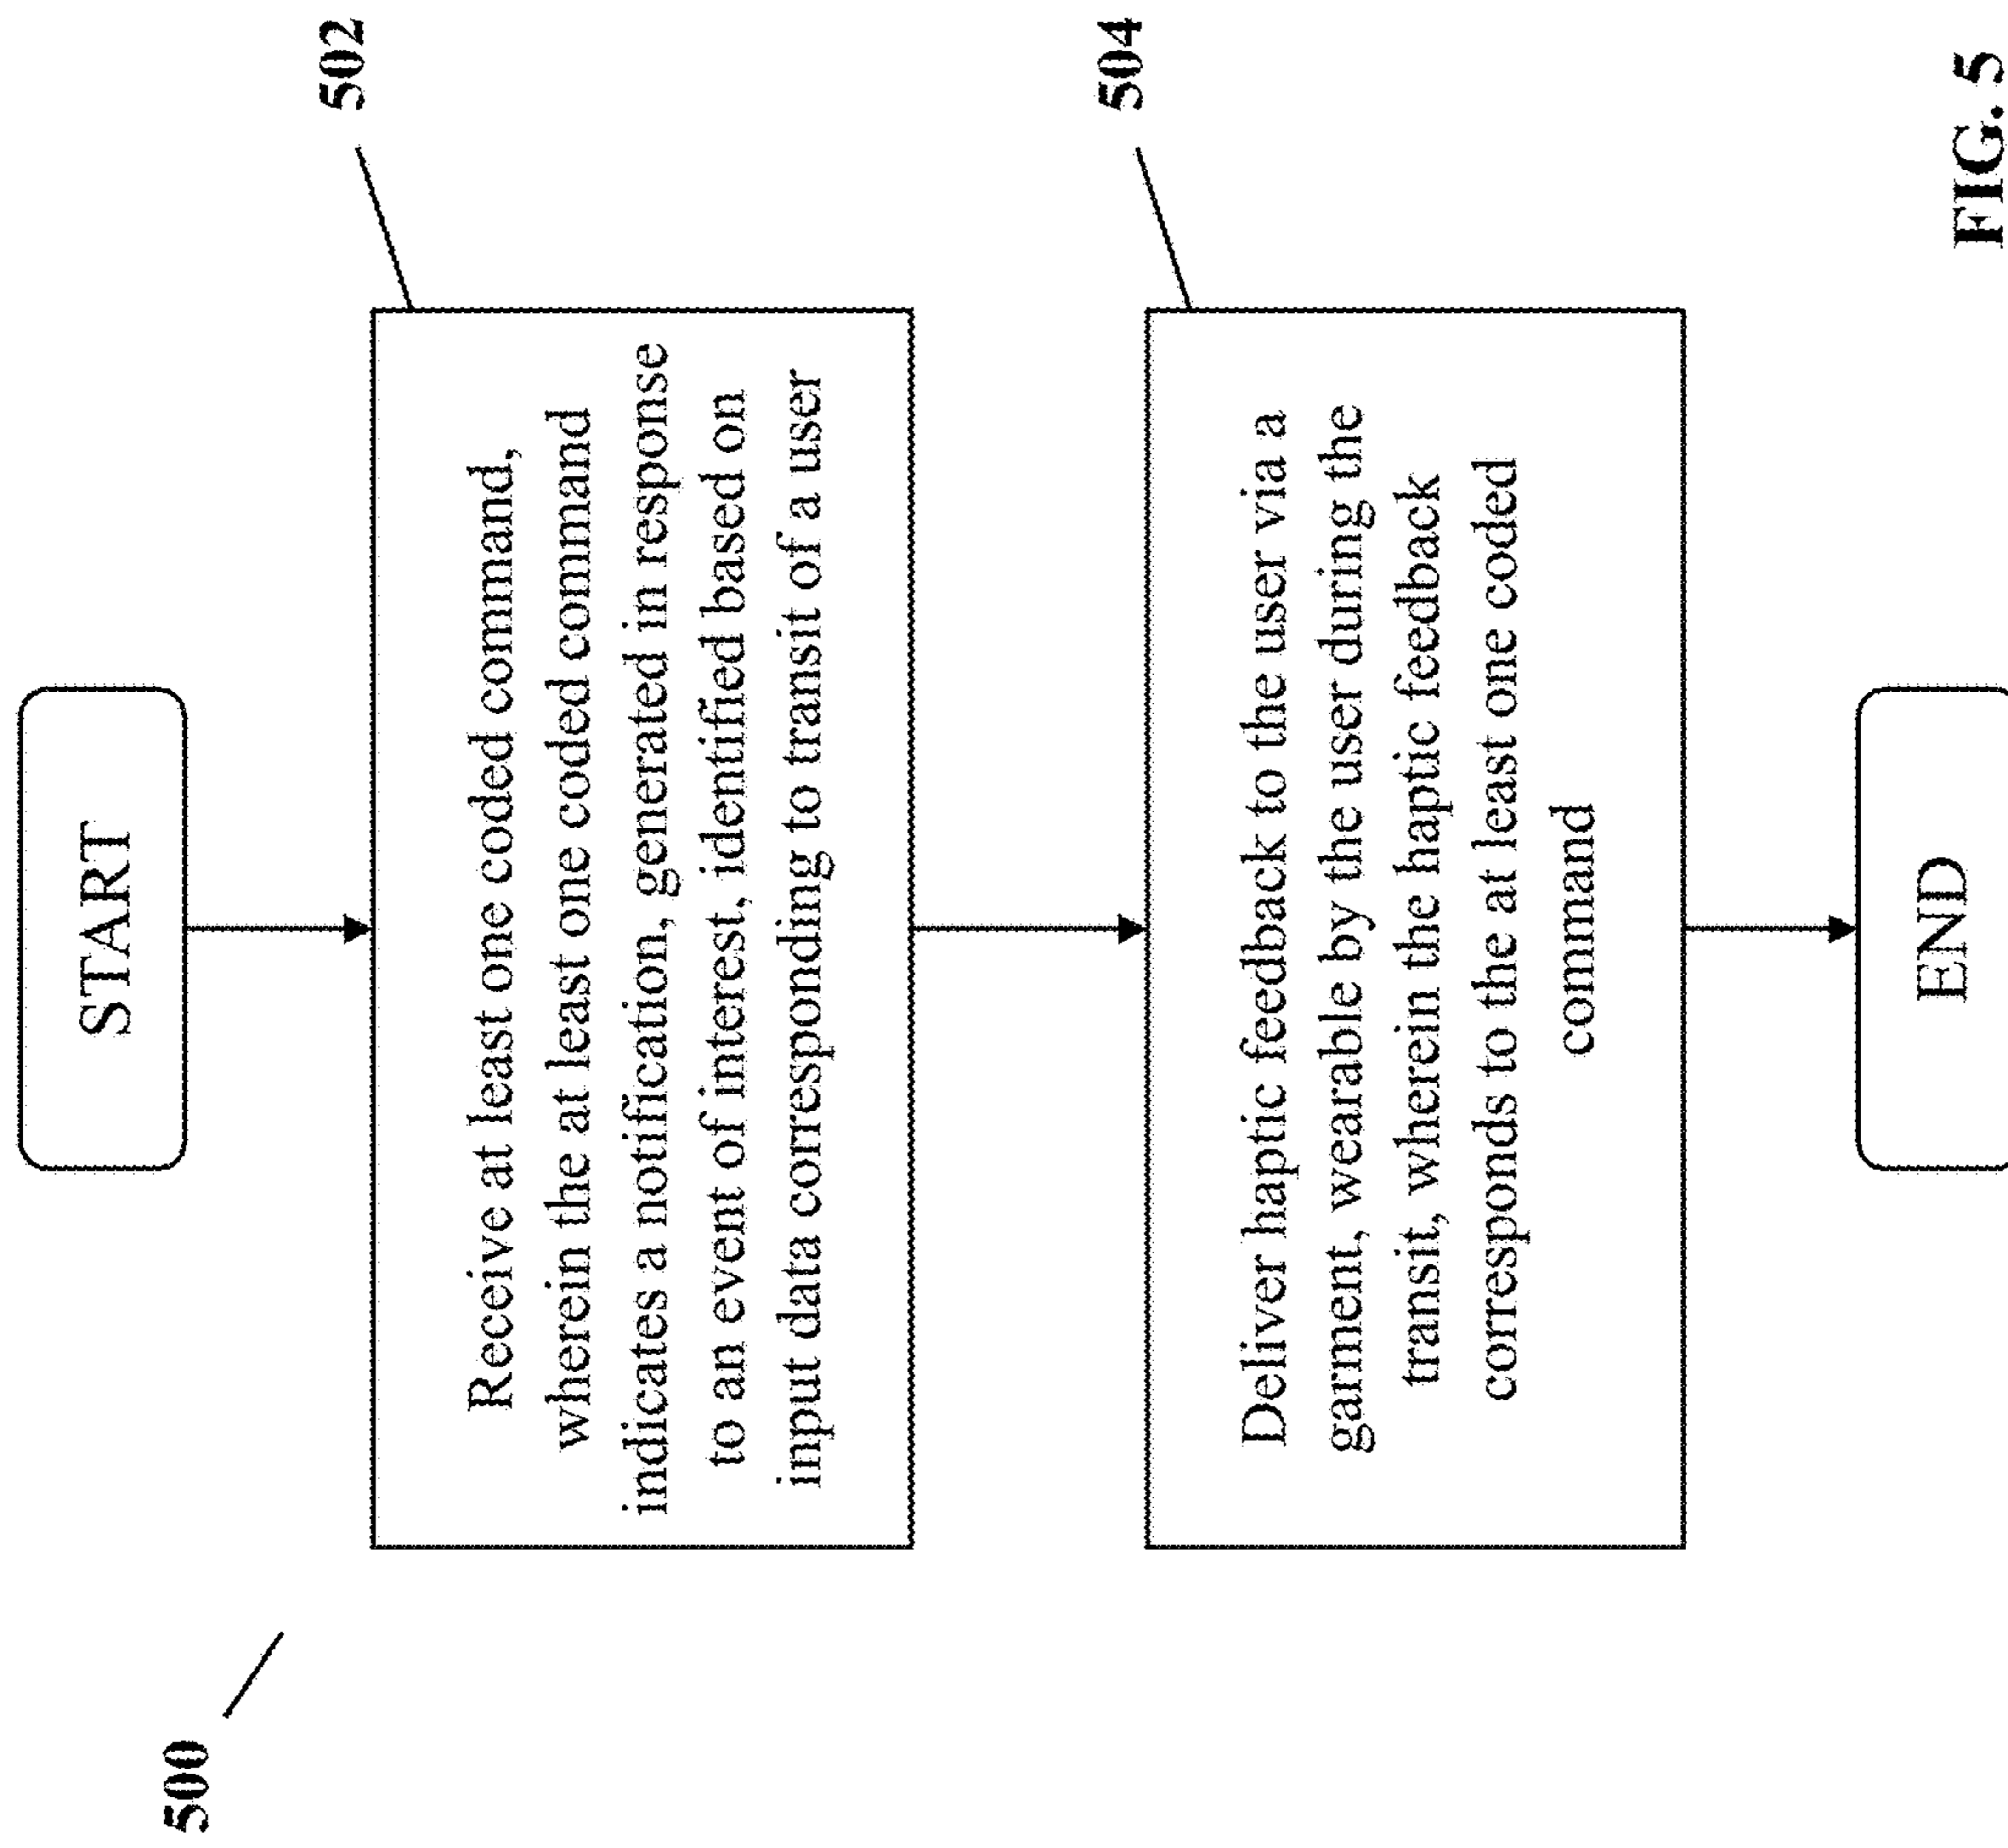 500
START
502
Receive at least one coded command,
wherein the at least one coded command
indicates a notification, generated in response
to an event of interest, identified based on
input data corresponding to transit of a user
504
Deliver haptic feedback to the user via a
garment, wearable by the user during the
transit, wherein the haptic feedback
corresponds to the at least one coded
command
END
FIG. 5